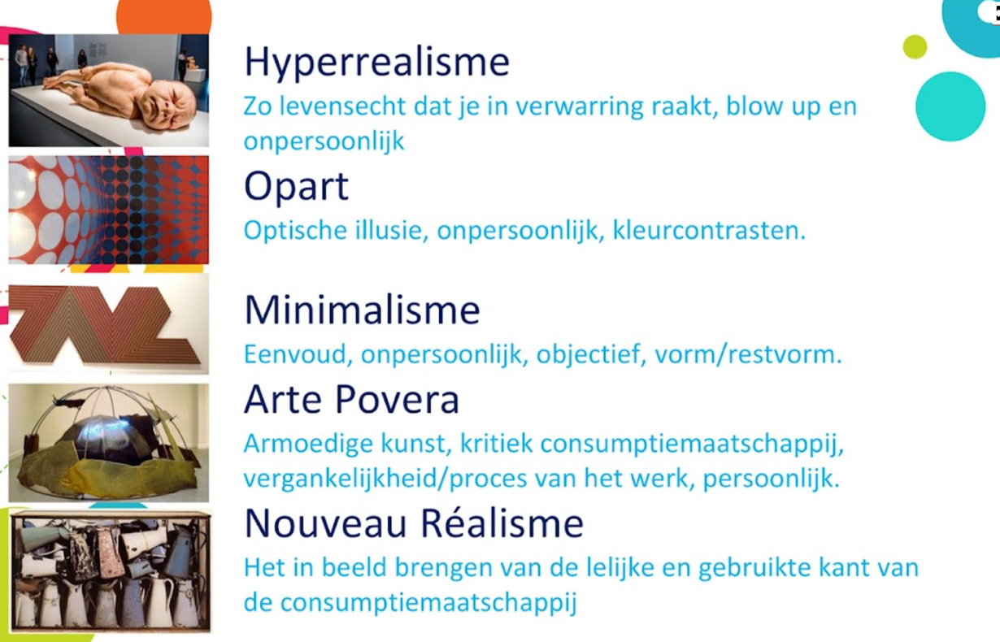 Hyperrealisme
Zo levensecht dat je in verwarring raakt, blow up en
onpersoonlijk
Opart
Optische illusie, onpersoonlijk, kleurcontrasten.
Minimalisme
Eenvoud, onpersoonlijk, objectief, vorm/restvorm.
Arte Povera
Armoedige kunst, kritiek consumptiemaatschappij,
vergankelijkheid/proces van het werk, persoonlijk.
Nouveau Réalisme
Het in beeld brengen van de lelijke en gebruikte kant van
de consumptiemaatschappij